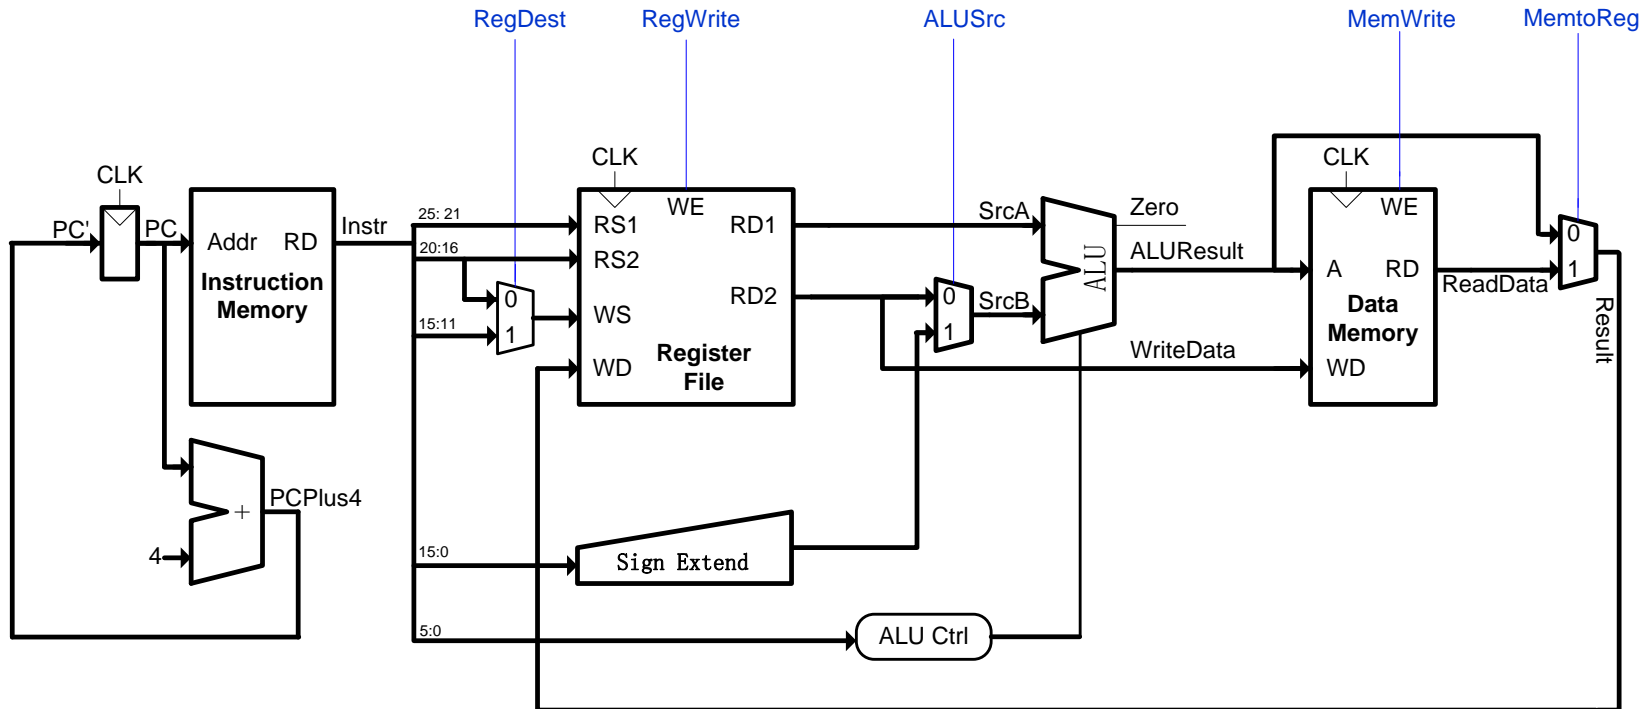 RegDest
RegWrite
ALUSrc
MemWrite
MemtoReg
CLK
PC'
PC
Addr
RD
Instruction
Memory
Instr
25: 21
20:16
15:11
15:0
5:0
0
1
CLK
WE
RS1
RS2
WS
WD
RD1
RD2
Register
File
0
1
SrcA
SrcB
ALU
Zero
ALUResult
WriteData
CLK
WE
A
RD
Data
Memory
WD
ReadData
0
1
Result
4
+
PCPlus4
Sign Extend
ALU Ctrl